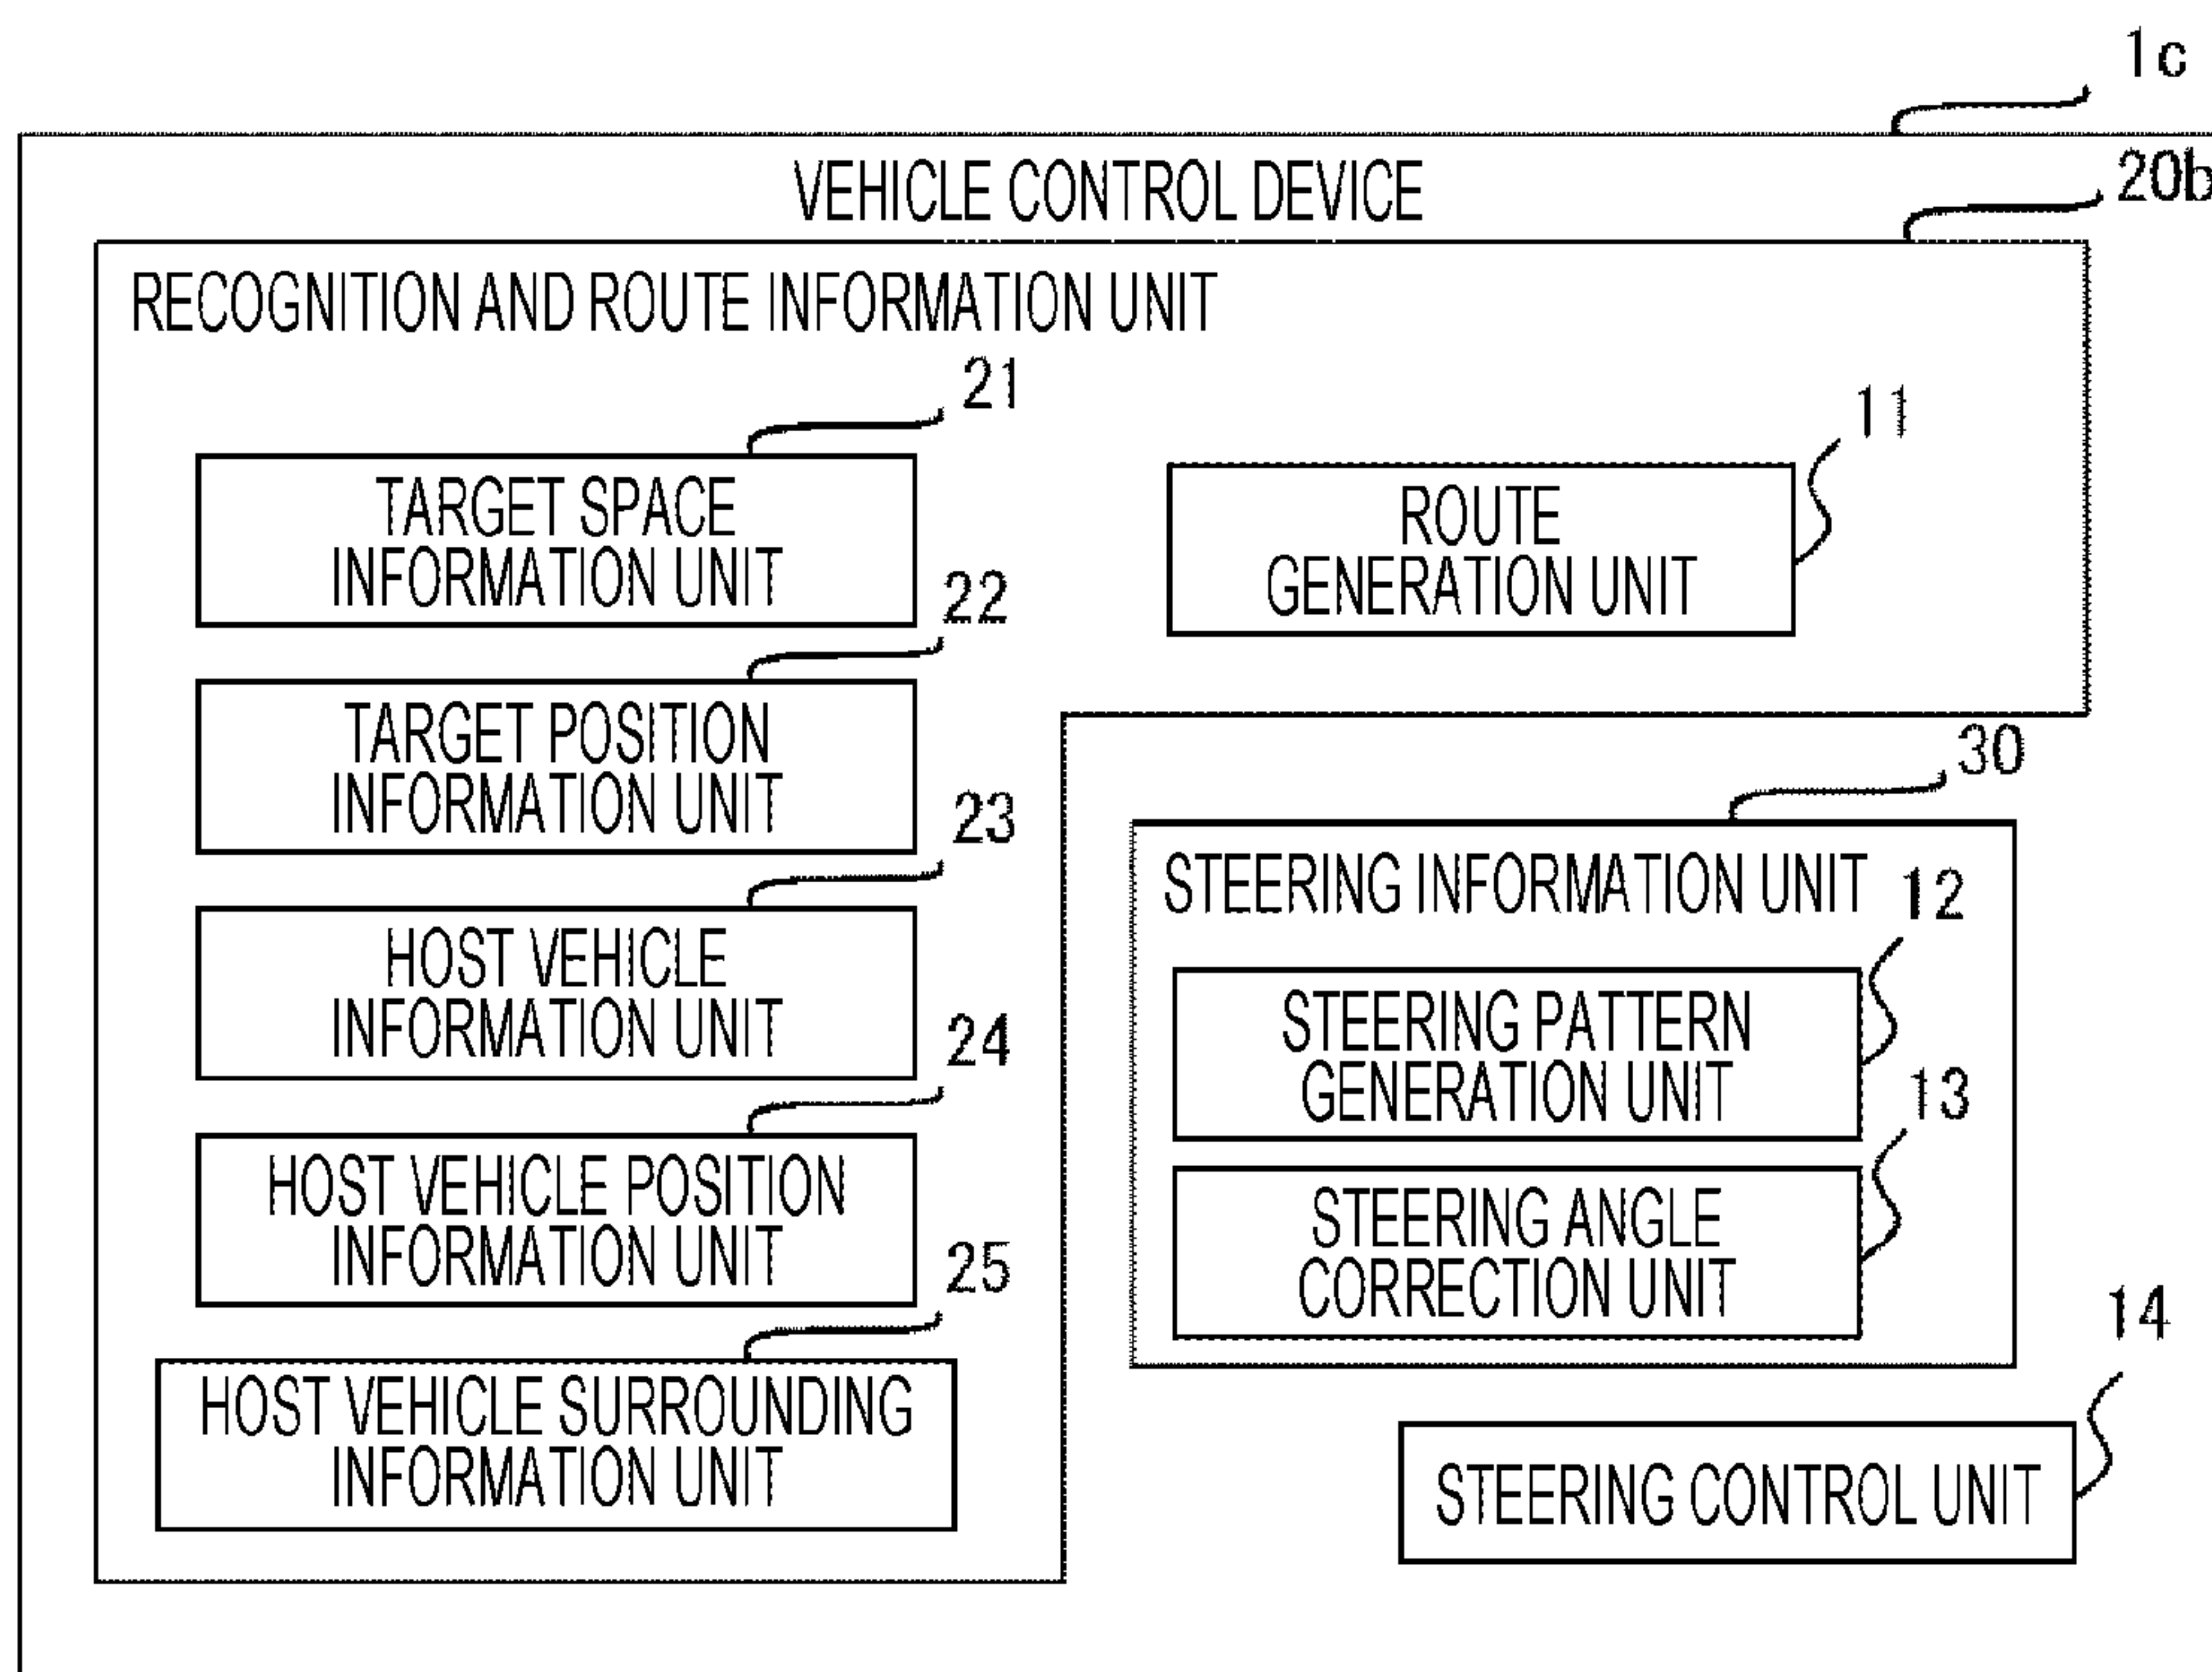 1c
VEHICLE CONTROL DEVICE
20b
RECOGNITION AND ROUTE INFORMATION UNIT
21
TARGET SPACE
INFORMATION UNIT
11
ROUTE
GENERATION UNIT
22
TARGET POSITION
INFORMATION UNIT
23
HOST VEHICLE
INFORMATION UNIT
24
HOST VEHICLE POSITION
INFORMATION UNIT
25
HOST VEHICLE SURROUNDING
INFORMATION UNIT
30
STEERING INFORMATION UNIT
12
STEERING PATTERN
GENERATION UNIT
13
STEERING ANGLE
CORRECTION UNIT
14
STEERING CONTROL UNIT